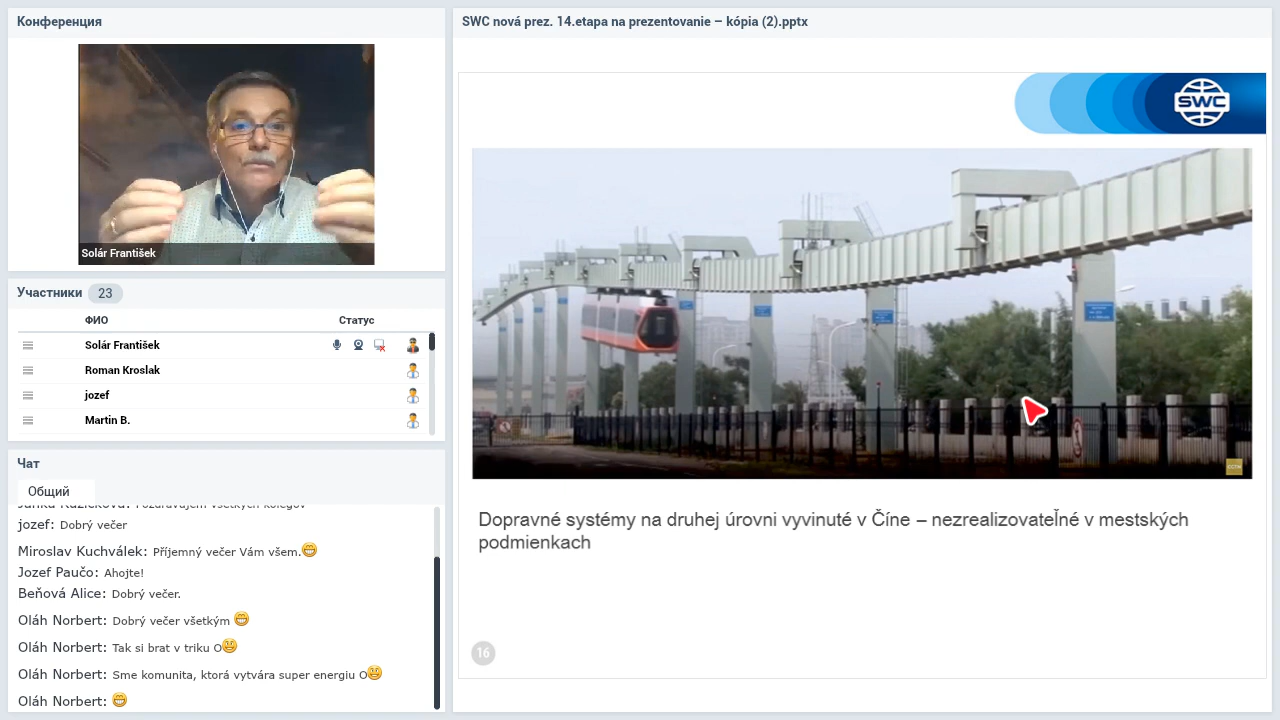 Конференция
Solár František
Участники 23
ФИО Статус
Solár František
Roman Kroslak
jozef
Martin B.
Чат
Общий
jozef: Dobrý večer
Miroslav Kuchválek: Příjemný večer Vám všem.
Jozef Paučo: Ahojte!
Beňová Alice: Dobrý večer.
Oláh Norbert: Dobrý večer všetkým
Oláh Norbert: Tak si brat v triku O
Oláh Norbert: Sme komunita, ktorá vytvára super energiu O
Oláh Norbert:
SWC nová prez. 14.etapa na prezentovanie – kópia (2).pptx
SWC
Dopravné systémy na druhej úrovni vyvinuté v Číne – nezrealizovateľné v mestských
podmienkach
16